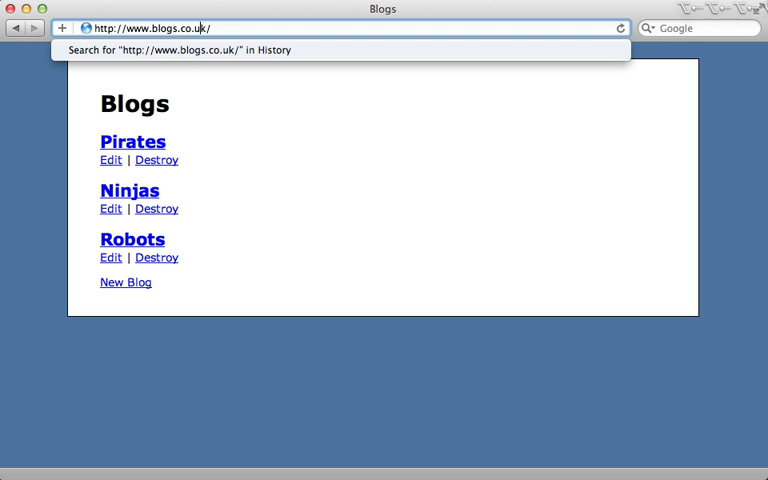 Blogs
http://www.blogs.co.uk/
Google
Search for "http://www.blogs.co.uk/" in History
Blogs
Pirates
Edit | Destroy
Ninjas
Edit | Destroy
Robots
Edit | Destroy
New Blog